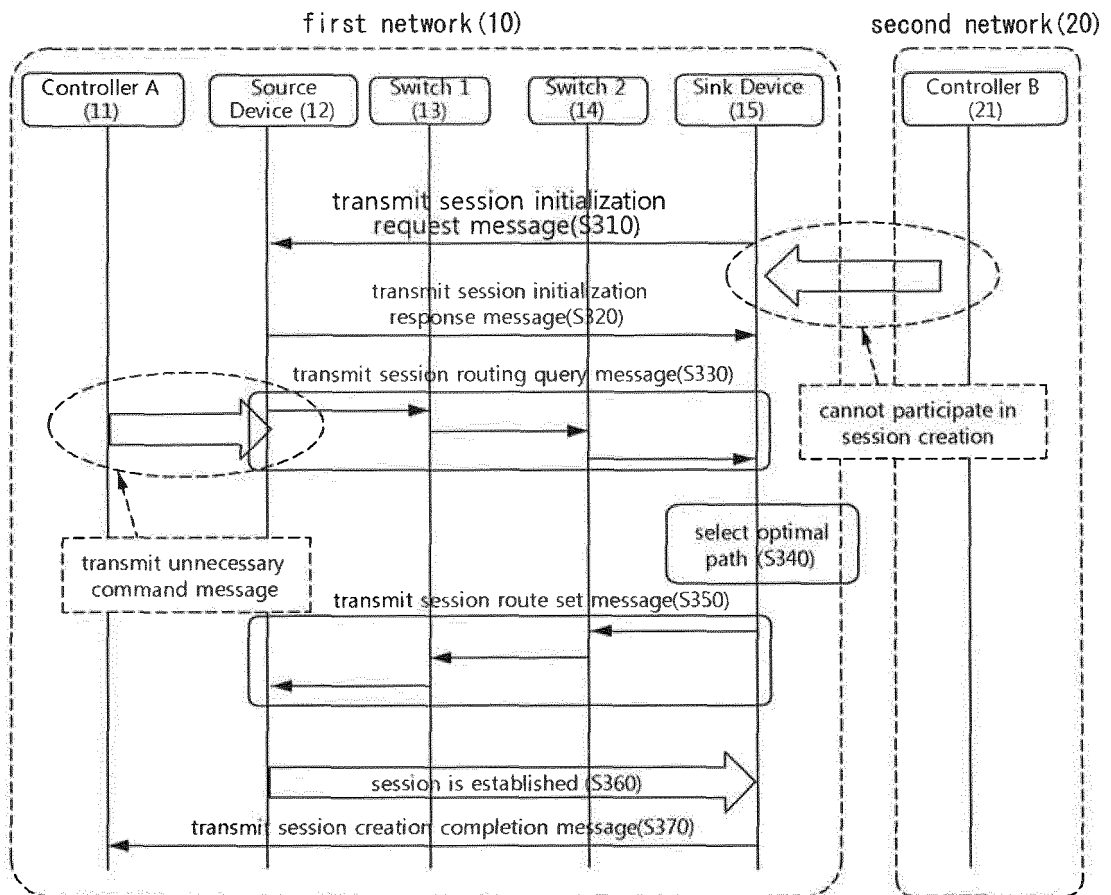 first network(10)
second network(20)
Controller A
(11)
Source
Device (12)
Switch 1
(13)
Switch 2
(14)
Sink Device
(15)
Controller B
(21)
transmit session initialization
request message(S310)
transmit session initialization
response message(S320)
transmit session routing query message(S330)
cannot participate in
session creation
select optimal
path (S340)
transmit unnecessary
command message
transmit session route set message(S350)
session is established (S360)
transmit session creation completion message(S370)